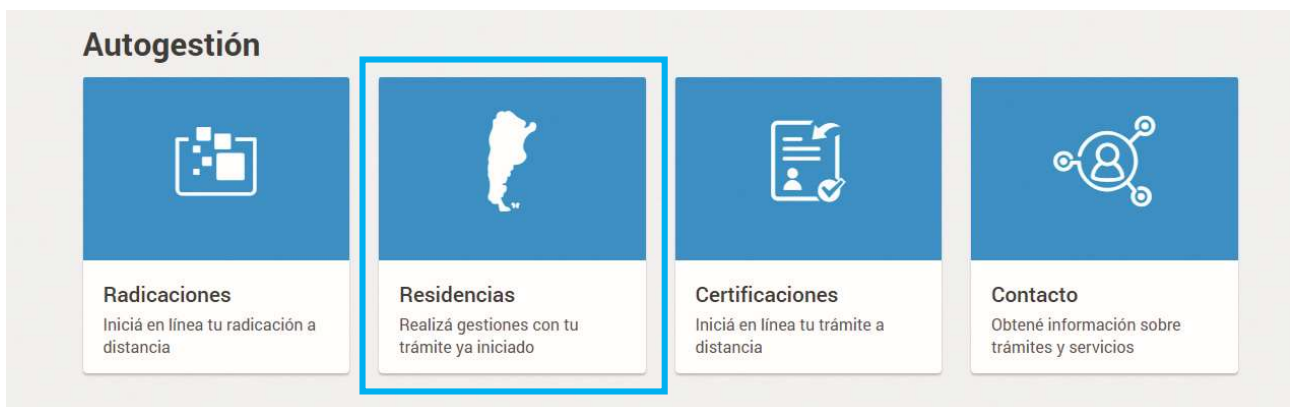 Autogestión
Radicaciones
Iniciá en línea tu radicación a
distancia
Residencias
Realizá gestiones con tu
trámite ya iniciado
Certificaciones
Iniciá en línea tu trámite a
distancia
Contacto
Obtené información sobre
trámites y servicios